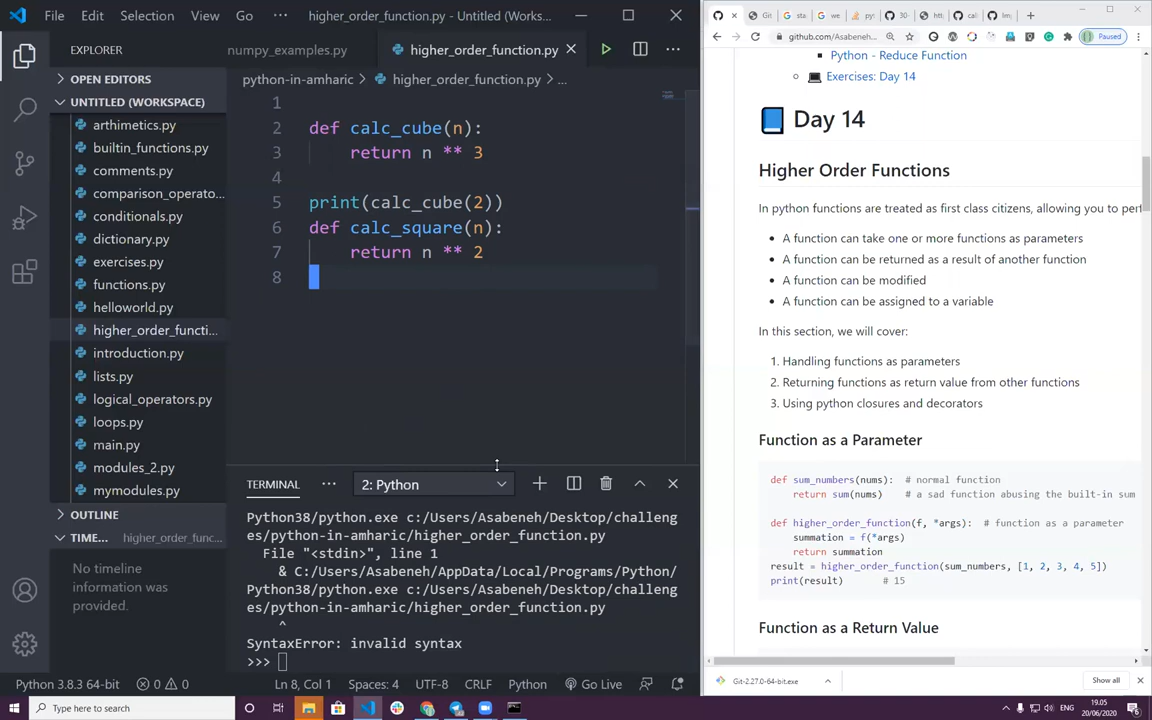 File Edit Selection View Go ··· higher_order_function.py - Untitled (Works...
EXPLORER
numpy_examples.py higher_order_function.py
OPEN EDITORS
UNTITLED (WORKSPACE)
arthimetics.py
builtin_functions.py
comments.py
comparison_operato...
conditionals.py
dictionary.py
exercises.py
functions.py
helloworld.py
higher_order_functi...
introduction.py
lists.py
logical_operators.py
loops.py
main.py
modules_2.py
mymodules.py
OUTLINE
TIME... higher_order_func...
No timeline
information was
provided.
python-in-amharic > higher_order_function.py > ...
1
2 def calc_cube(n):
3 return n ** 3
4
5 print(calc_cube(2))
6 def calc_square(n):
7 return n ** 2
8
TERMINAL ··· 2: Python
Python38/python.exe c:/Users/Asabeneh/Desktop/challeng
es/python-in-amharic/higher_order_function.py
File "<stdin>", line 1
& C:/Users/Asabeneh/AppData/Local/Programs/Python/
Python38/python.exe c:/Users/Asabeneh/Desktop/challeng
es/python-in-amharic/higher_order_function.py
^
SyntaxError: invalid syntax
>>>
Python 3.8.3 64-bit 0 0 Ln 8, Col 1 Spaces: 4 UTF-8 CRLF Python Go Live
github.com/Asabeneh... Paused
Python - Reduce Function
Exercises: Day 14
Day 14
Higher Order Functions
In python functions are treated as first class citizens, allowing you to perf
A function can take one or more functions as parameters
A function can be returned as a result of another function
A function can be modified
A function can be assigned to a variable
In this section, we will cover:
1. Handling functions as parameters
2. Returning functions as return value from other functions
3. Using python closures and decorators
Function as a Parameter
def sum_numbers(nums): # normal function
return sum(nums) # a sad function abusing the built-in sum
def higher_order_function(f, *args): # function as a parameter
summation = f(*args)
return summation
result = higher_order_function(sum_numbers, [1, 2, 3, 4, 5])
print(result) # 15
Function as a Return Value
Git-2.27.0-64-bit.exe Show all
Type here to search
ENG 19.05
20/06/2020